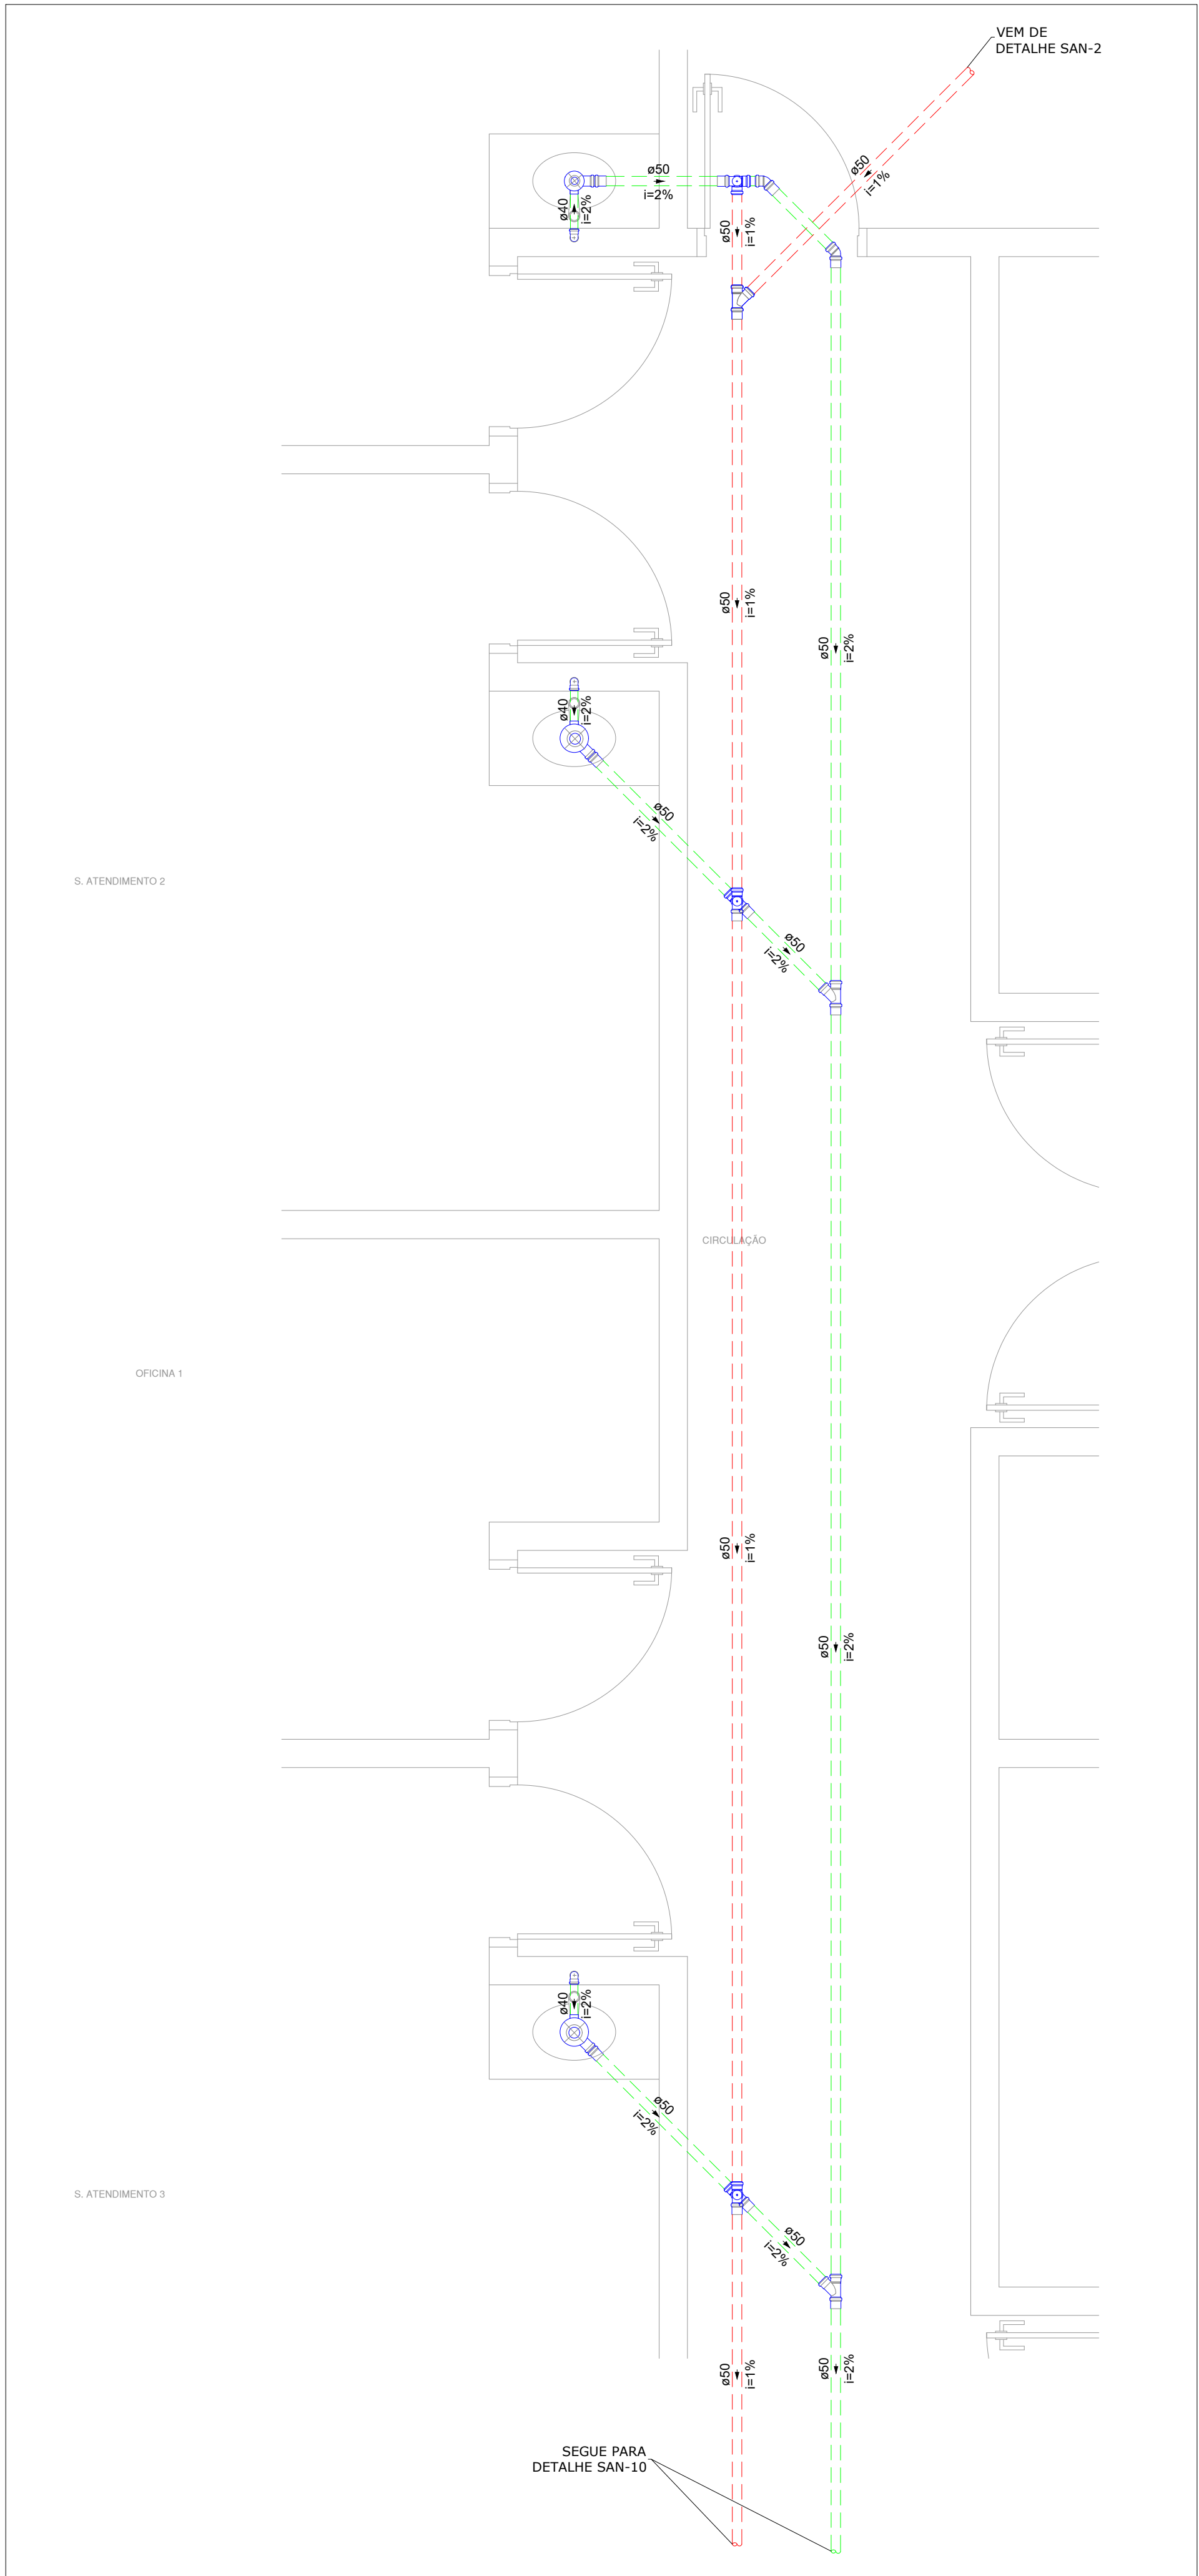 VEM DE
DETALHE SAN-2
ø50
i=1%
ø50
i=2%
ø40
i=2%
ø50
i=1%
ø50
i=1%
ø50
i=2%
ø40
i=2%
ø50
i=2%
S. ATENDIMENTO 2
ø50
i=2%
CIRCULAÇÃO
OFICINA 1
ø50
i=1%
ø50
i=2%
ø40
i=2%
ø50
i=2%
S. ATENDIMENTO 3
ø50
i=2%
ø50
i=1%
ø50
i=2%
SEGUE PARA
DETALHE SAN-10